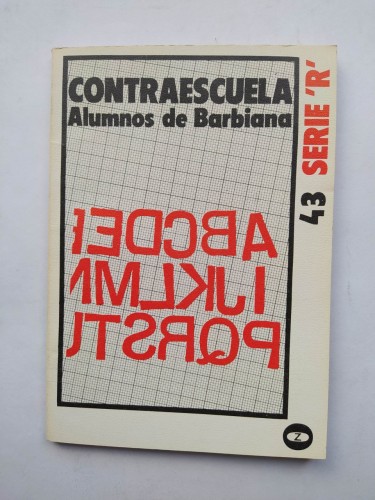 CONTRAESCUELA
Alumnos de Barbiana
ABCDEF
IJKLMN
PQRSTU
43 SERIE 'R'
Z